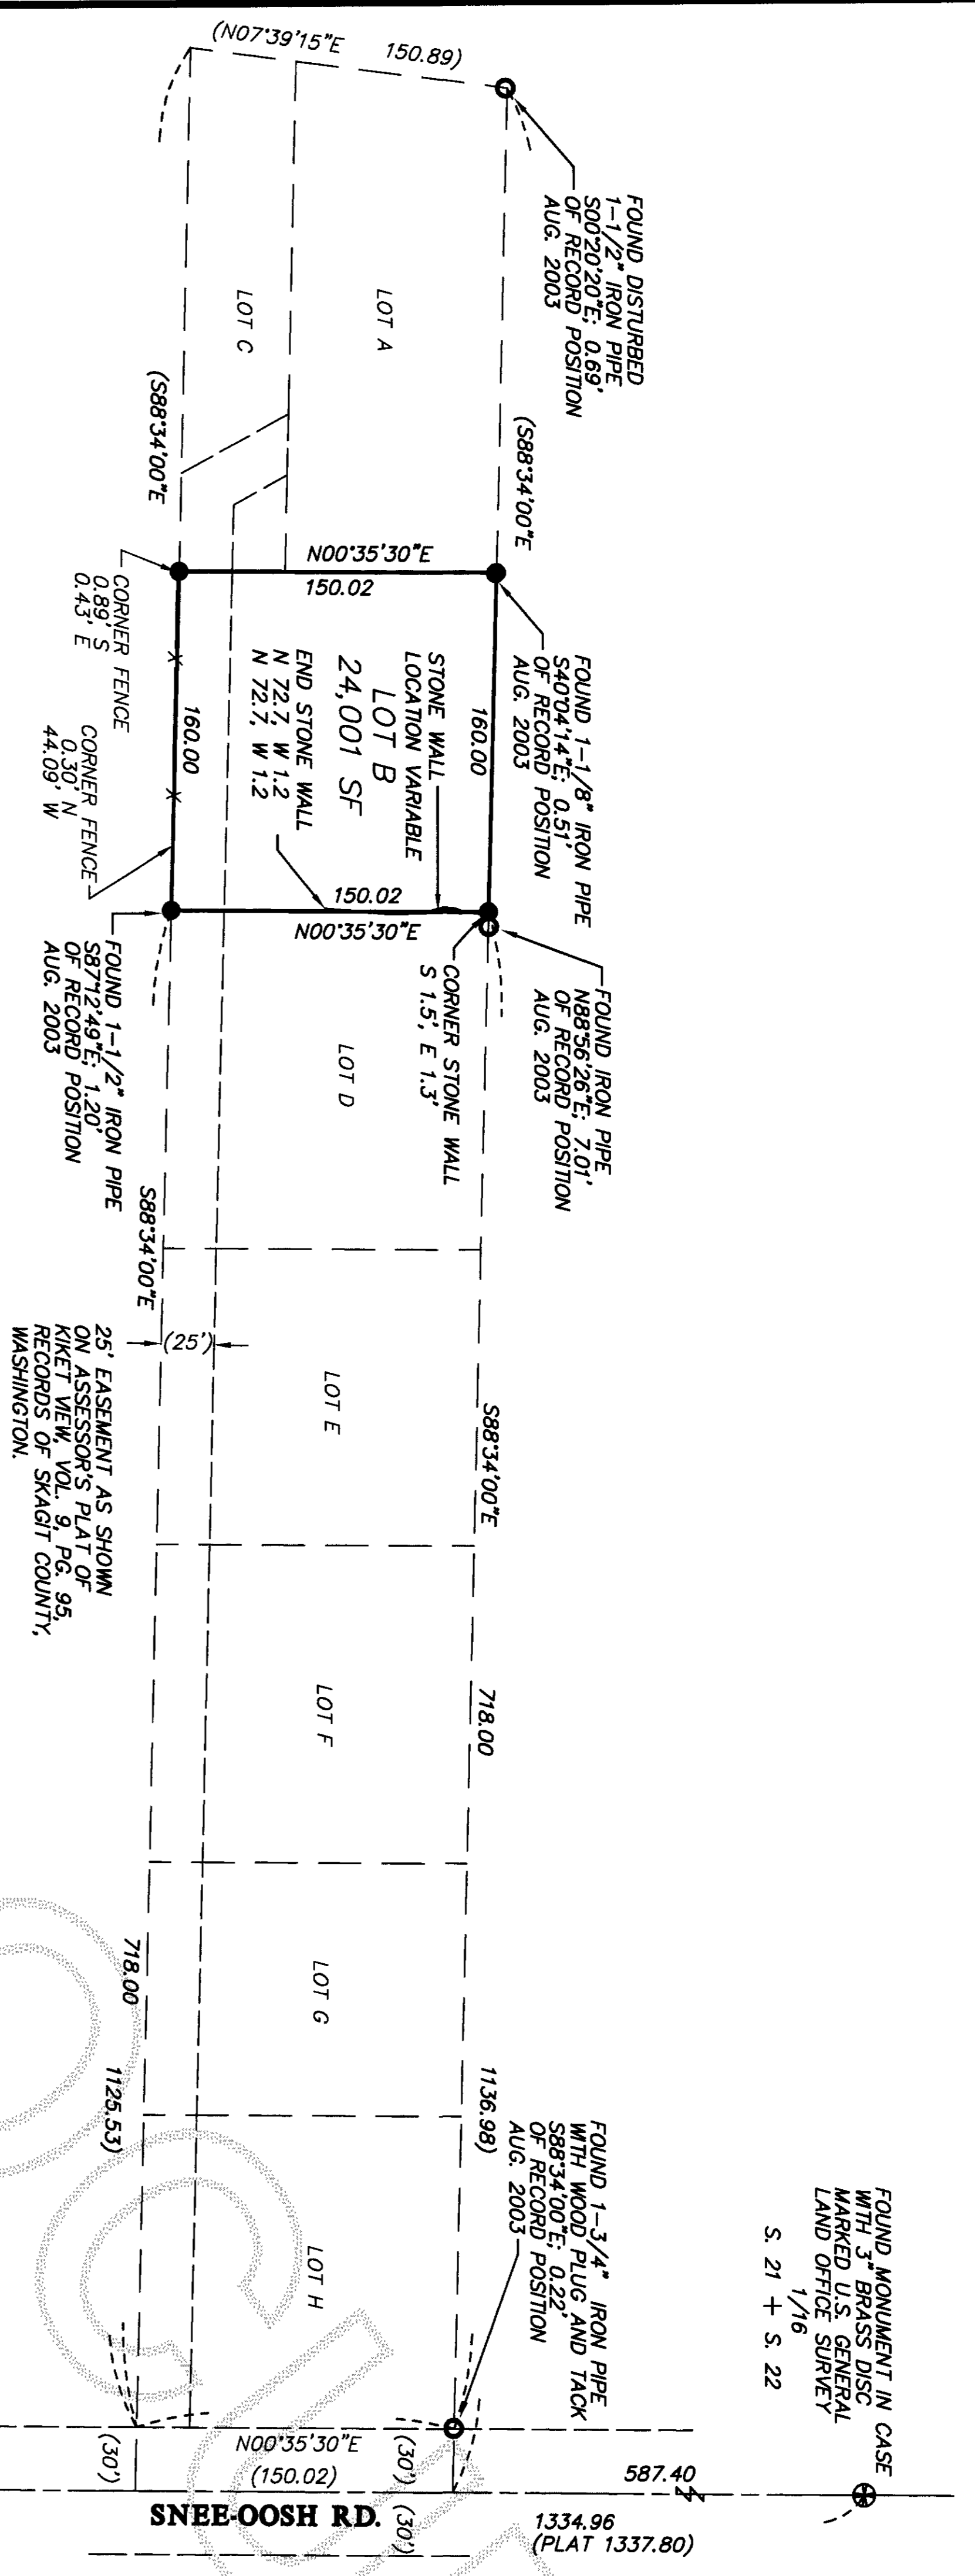 (N07°39'15"E 150.89)
FOUND DISTURBED
1-1/2" IRON PIPE
S00°20'20"E; 0.69'
OF RECORD POSITION
AUG. 2003
LOT A
LOT C
(S88°34'00"E
(S88°34'00"E
N00°35'30"E
150.02
FOUND 1-1/8" IRON PIPE
S40°04'14"E; 0.51'
OF RECORD POSITION
AUG. 2003
CORNER FENCE
0.89' S
0.43' E
160.00
STONE WALL
LOCATION VARIABLE
LOT B
24,001 SF
END STONE WALL
N 72.7, W 1.2
N 72.7, W 1.2
160.00
CORNER FENCE
0.30' N
44.09' W
150.02
N00°35'30"E
FOUND IRON PIPE
N88°56'26"E; 7.01'
OF RECORD POSITION
AUG. 2003
CORNER STONE WALL
S 1.5', E 1.3'
FOUND 1-1/2" IRON PIPE
S87°12'49"E; 1.20'
OF RECORD POSITION
AUG. 2003
LOT D
S88°34'00"E
(25')
25' EASEMENT AS SHOWN
ON ASSESSOR'S PLAT OF
KIKET VIEW, VOL. 9, PG. 95,
RECORDS OF SKAGIT COUNTY,
WASHINGTON.
LOT E
S88°34'00"E
LOT F
718.00
LOT G
718.00
1136.98)
1125.53)
FOUND 1-3/4" IRON PIPE
WITH WOOD PLUG AND TACK
S88°34'00"E; 0.22'
OF RECORD POSITION
AUG. 2003
LOT H
FOUND MONUMENT IN CASE
WITH 3" BRASS DISC
MARKED U.S. GENERAL
LAND OFFICE SURVEY
1/16
S. 21 + S. 22
N00°35'30"E
(150.02)
(30')
(30')
(30')
587.40
1334.96
(PLAT 1337.80)
SNEE-OOSH RD.